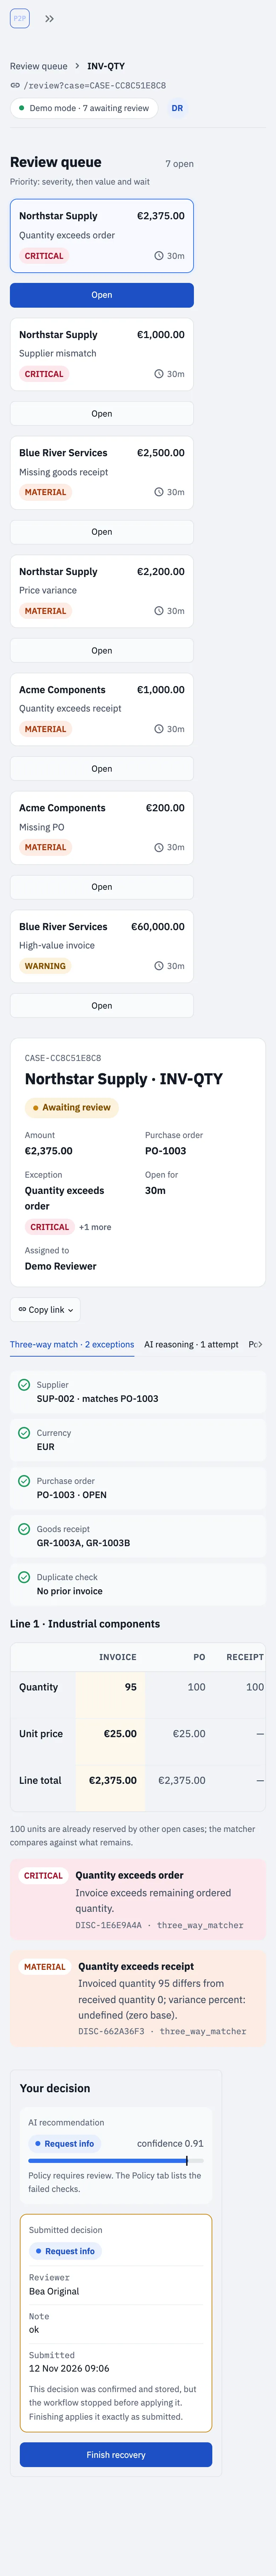 P2P
Review queue > INV-QTY
/review?case=CASE-CC8C51E8C8
Demo mode · 7 awaiting review DR
Review queue 7 open
Priority: severity, then value and wait
Northstar Supply €2,375.00
Quantity exceeds order
CRITICAL 30m
Open
Northstar Supply €1,000.00
Supplier mismatch
CRITICAL 30m
Open
Blue River Services €2,500.00
Missing goods receipt
MATERIAL 30m
Open
Northstar Supply €2,200.00
Price variance
MATERIAL 30m
Open
Acme Components €1,000.00
Quantity exceeds receipt
MATERIAL 30m
Open
Acme Components €200.00
Missing PO
MATERIAL 30m
Open
Blue River Services €60,000.00
High-value invoice
WARNING 30m
Open
CASE-CC8C51E8C8
Northstar Supply · INV-QTY
Awaiting review
Amount Purchase order
€2,375.00 PO-1003
Exception Open for
Quantity exceeds 30m
order
CRITICAL +1 more
Assigned to
Demo Reviewer
Copy link
Three-way match · 2 exceptions AI reasoning · 1 attempt
Supplier
SUP-002 · matches PO-1003
Currency
EUR
Purchase order
PO-1003 · OPEN
Goods receipt
GR-1003A, GR-1003B
Duplicate check
No prior invoice
Line 1 · Industrial components
INVOICE PO RECEIPT
Quantity 95 100 100
Unit price €25.00 €25.00 —
Line total €2,375.00 €2,375.00 —
100 units are already reserved by other open cases; the matcher
compares against what remains.
CRITICAL Quantity exceeds order
Invoice exceeds remaining ordered
quantity.
DISC-1E6E9A4A · three_way_matcher
MATERIAL Quantity exceeds receipt
Invoiced quantity 95 differs from
received quantity 0; variance percent:
undefined (zero base).
DISC-662A36F3 · three_way_matcher
Your decision
AI recommendation
Request info confidence 0.91
Policy requires review. The Policy tab lists the
failed checks.
Submitted decision
Request info
Reviewer
Bea Original
Note
ok
Submitted
12 Nov 2026 09:06
This decision was confirmed and stored, but
the workflow stopped before applying it.
Finishing applies it exactly as submitted.
Finish recovery